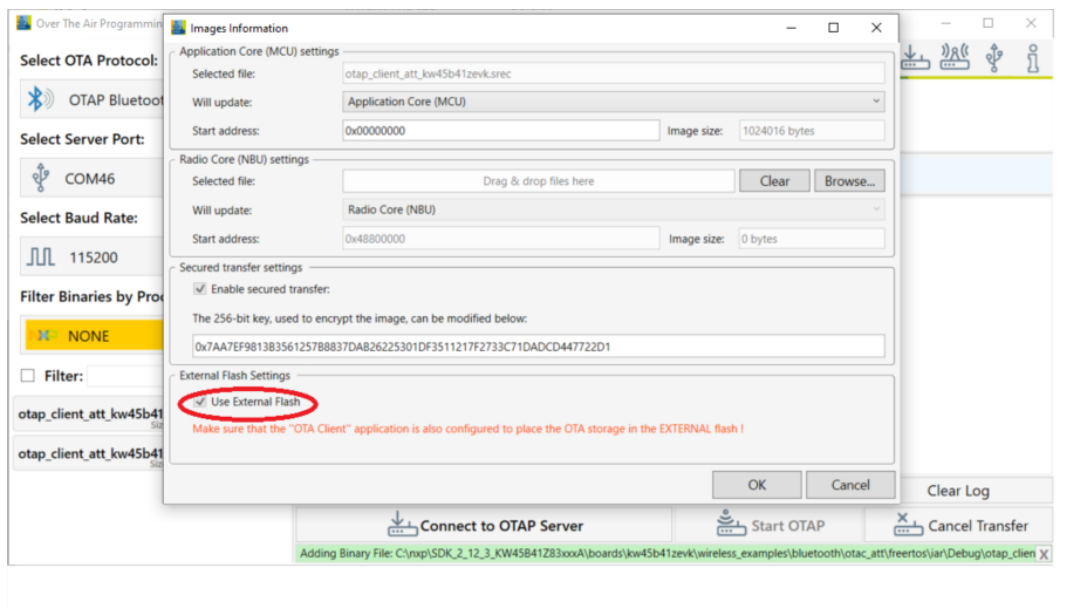 Over The Air Programmin
Images Information
Select OTA Protocol:
OTAP Bluetoot
Select Server Port:
COM46
Select Baud Rate:
115200
Filter Binaries by Pro
NONE
Filter:
otap_client_att_kw45b41
Siz
otap_client_att_kw45b41
Siz
Application Core (MCU) settings
Selected file: otap_client_att_kw45b41zevk.srec
Will update: Application Core (MCU)
Start address: 0x00000000 Image size: 1024016 bytes
Radio Core (NBU) settings
Selected file: Drag & drop files here Clear Browse...
Will update: Radio Core (NBU)
Start address: 0x48800000 Image size: 0 bytes
Secured transfer settings
Enable secured transfer:
The 256-bit key, used to encrypt the image, can be modified below:
0x7AA7EF9813B3561257B8837DAB26225301DF3511217F2733C71DADCD447722D1
External Flash Settings
Use External Flash
Make sure that the "OTA Client" application is also configured to place the OTA storage in the EXTERNAL flash !
OK Cancel
Clear Log
Connect to OTAP Server Start OTAP Cancel Transfer
Adding Binary File: C:\nxp\SDK_2_12_3_KW45B41Z83xxxA\boards\kw45b41zevk\wireless_examples\bluetooth\otac_att\freertos\iar\Debug\otap_clien X